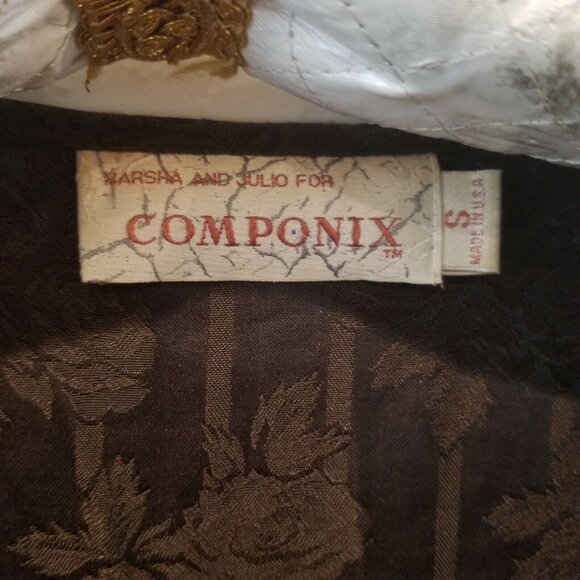 MARSHA AND JULIO FOR
COMPONIX
TM
S
MADE IN U.S.A